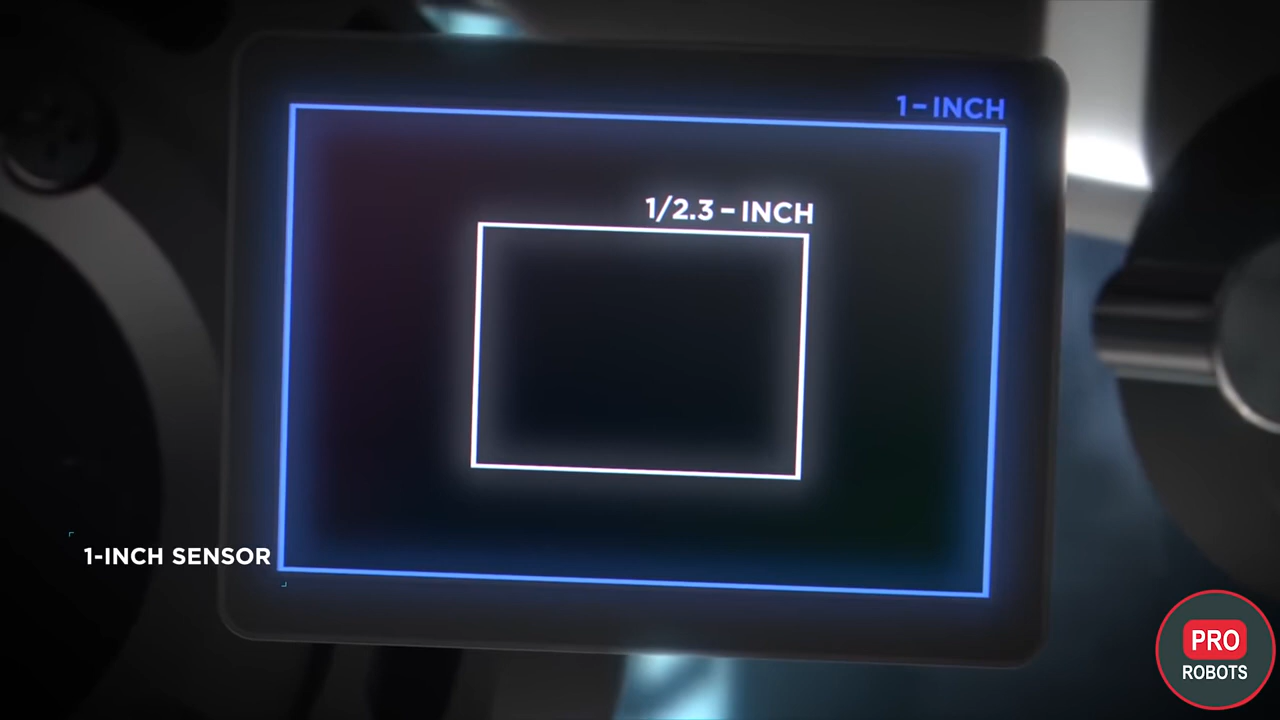 1-INCH
1/2.3-INCH
1-INCH SENSOR
PRO
ROBOTS